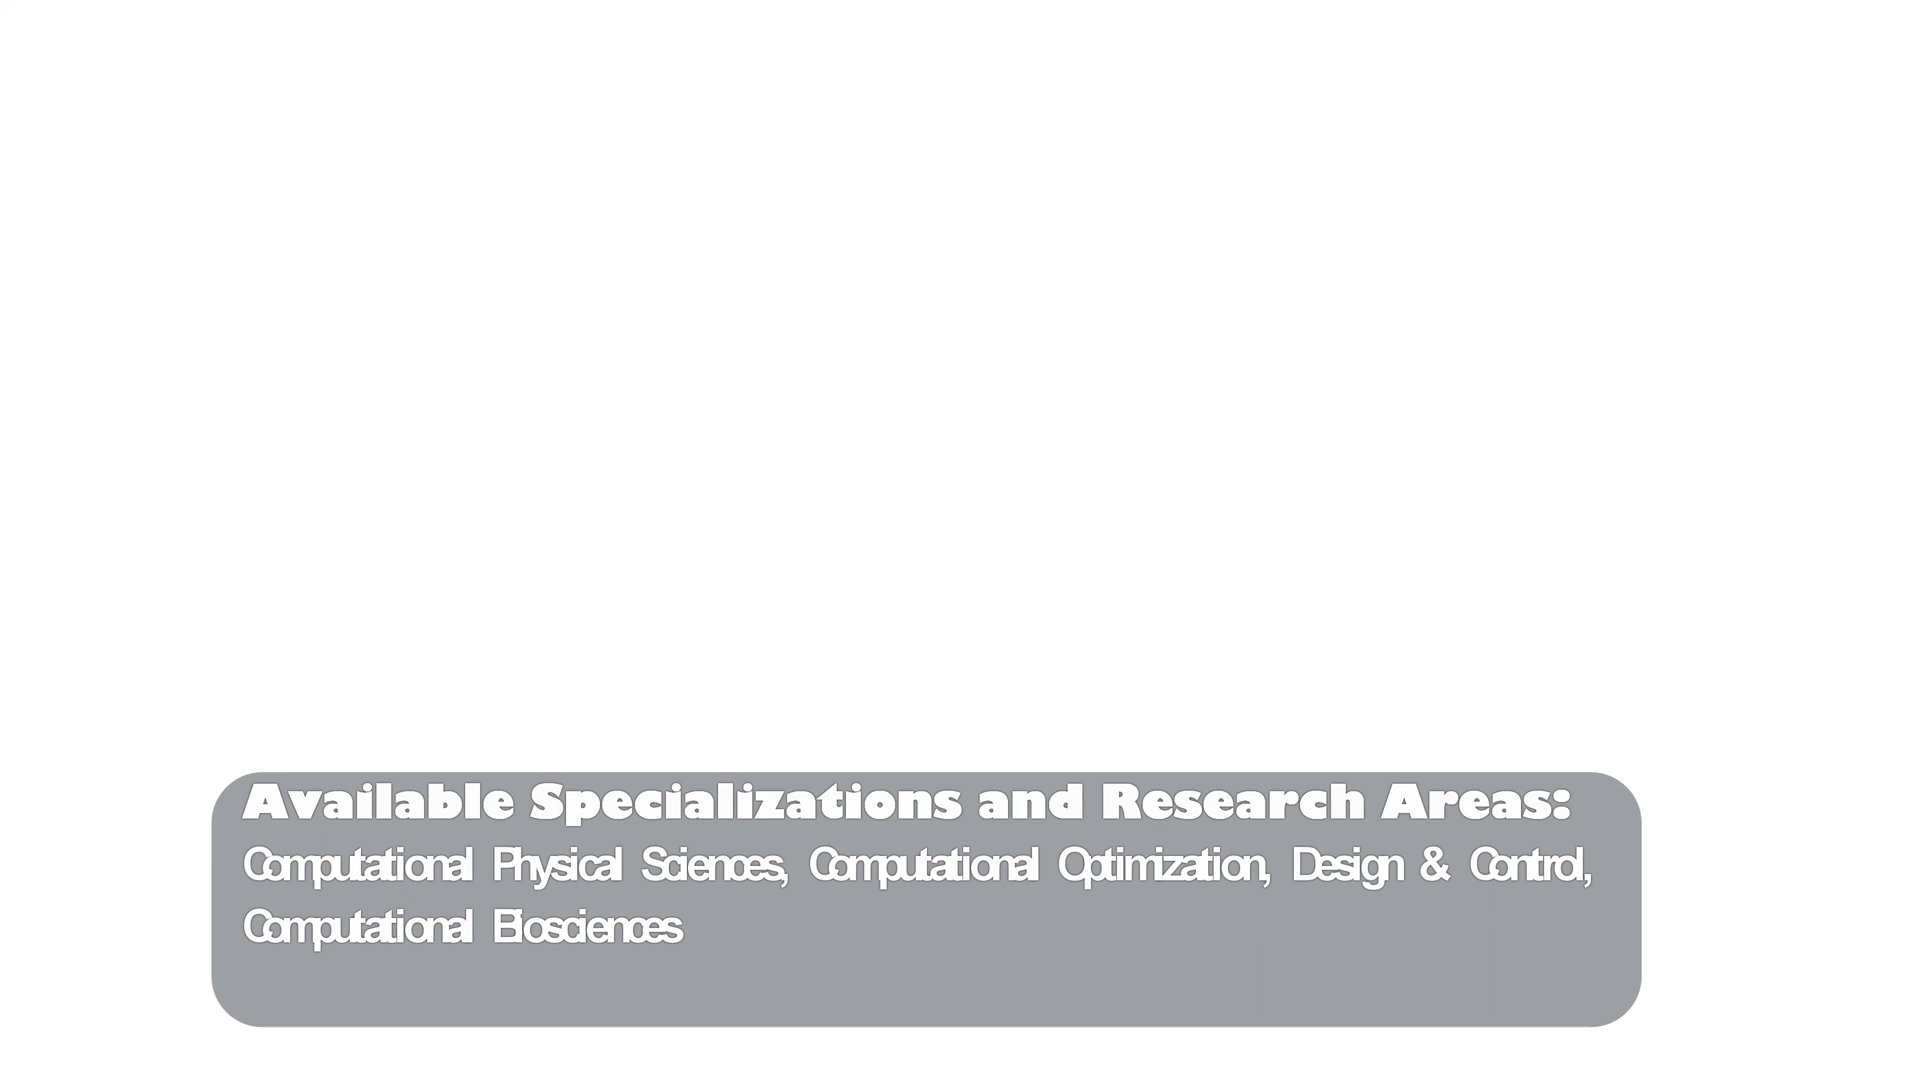 Available Specializations and Research Areas:
Computational Physical Sciences, Computational Optimization, Design & Control,
Computational Biosciences